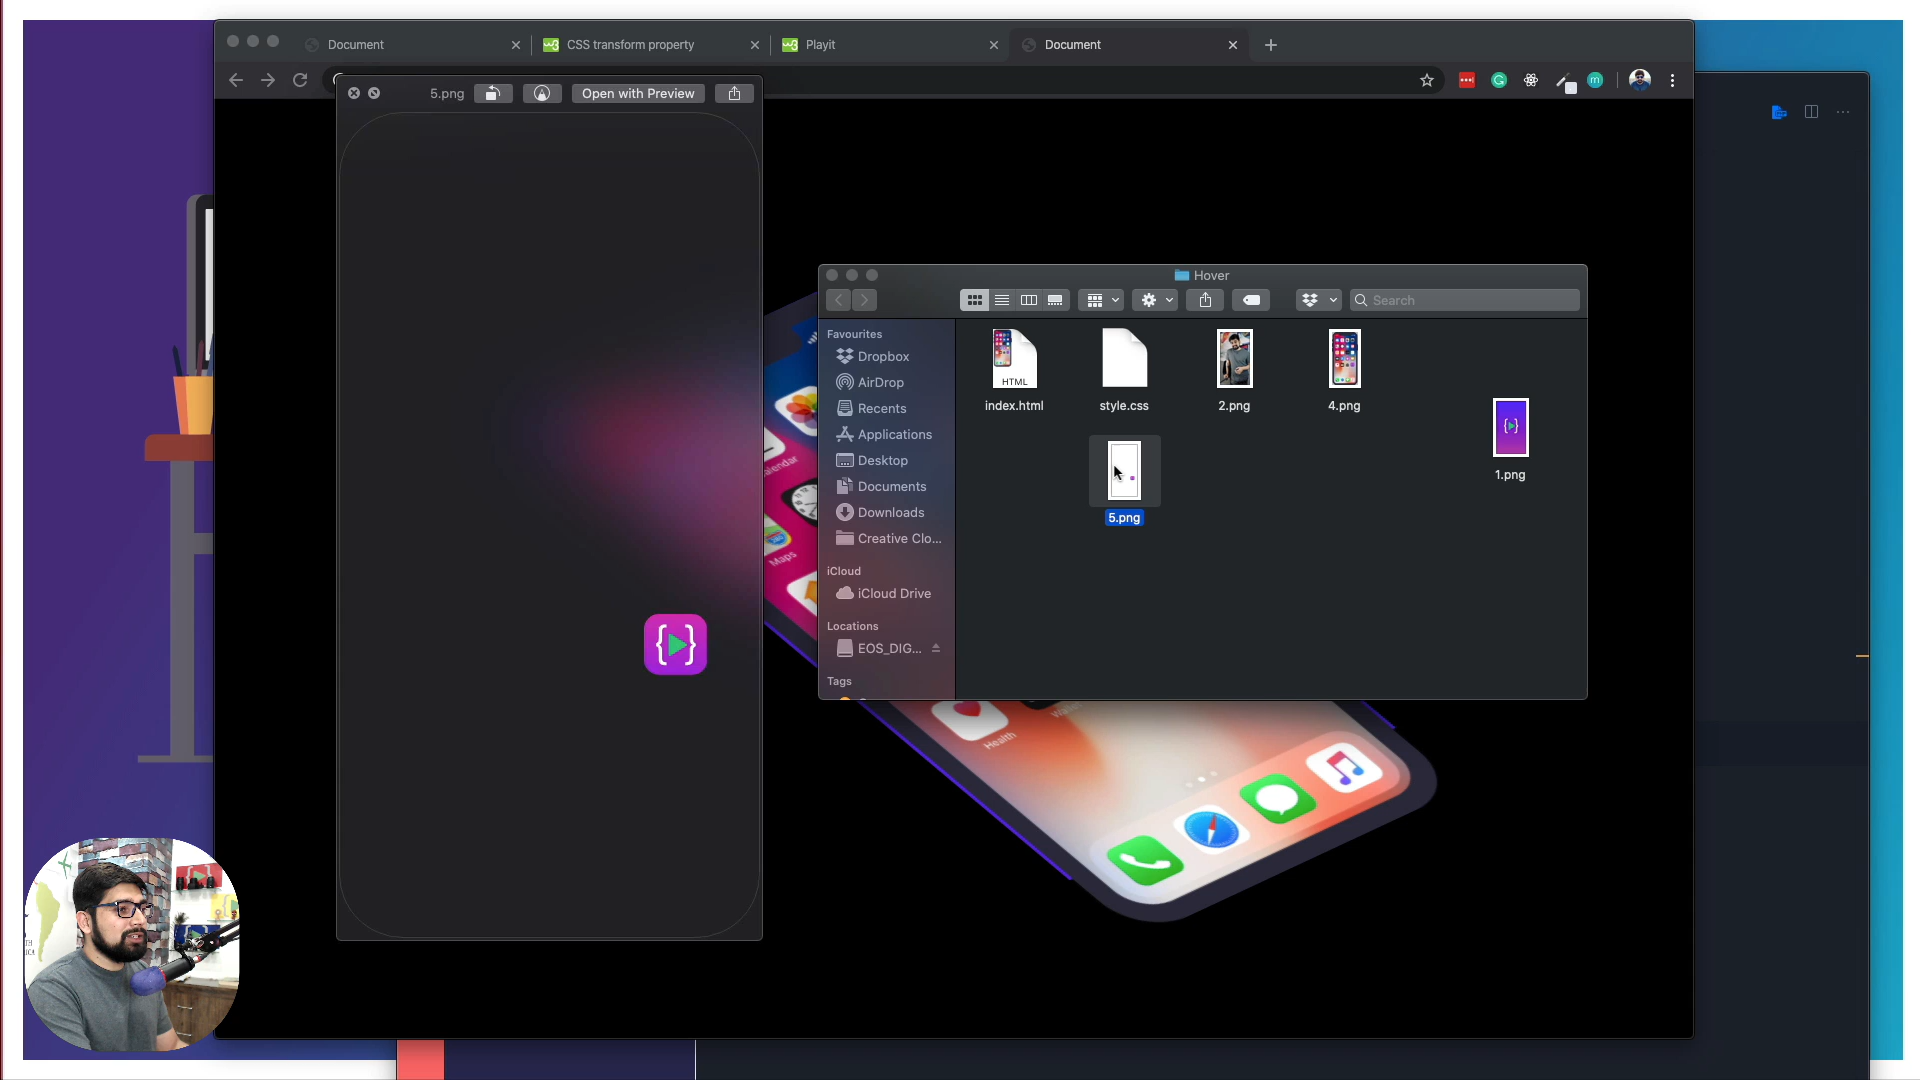 Document
CSS transform property
Playit
Document
5.png
Open with Preview
Hover
Search
Favourites
Dropbox
AirDrop
Recents
Applications
Desktop
Documents
Downloads
Creative Clo...
iCloud
iCloud Drive
Locations
EOS_DIG...
Tags
HTML
index.html
style.css
2.png
4.png
5.png
1.png
Maps
Health
Wallet